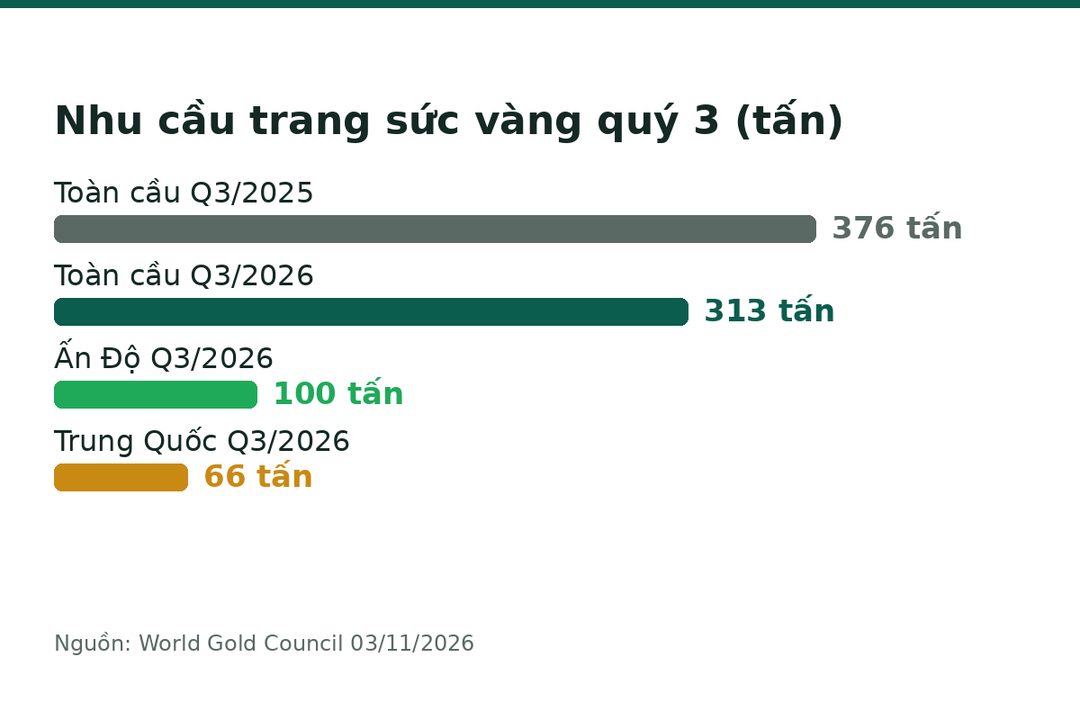 Nhu cầu trang sức vàng quý 3 (tấn)
Toàn cầu Q3/2025
376 tấn
Toàn cầu Q3/2026
313 tấn
Ấn Độ Q3/2026
100 tấn
Trung Quốc Q3/2026
66 tấn
Nguồn: World Gold Council 03/11/2026